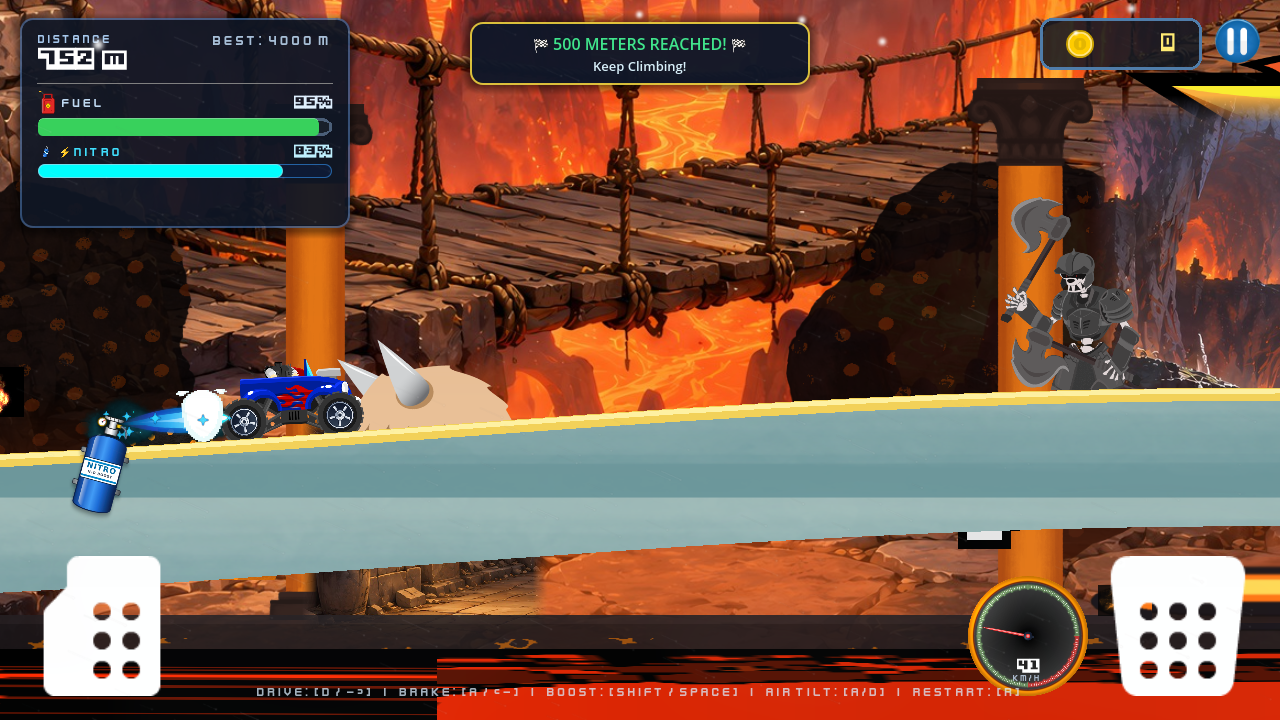 DISTANCE
BEST: 4000 M
752 m
FUEL
95%
NITRO
83%
500 METERS REACHED!
Keep Climbing!
0
NITRO
41
KM/H
DRIVE: [D / ->] | BRAKE: [A / <-] | BOOST: [SHIFT / SPACE] | AIR TILT: [A/D] | RESTART: [R]